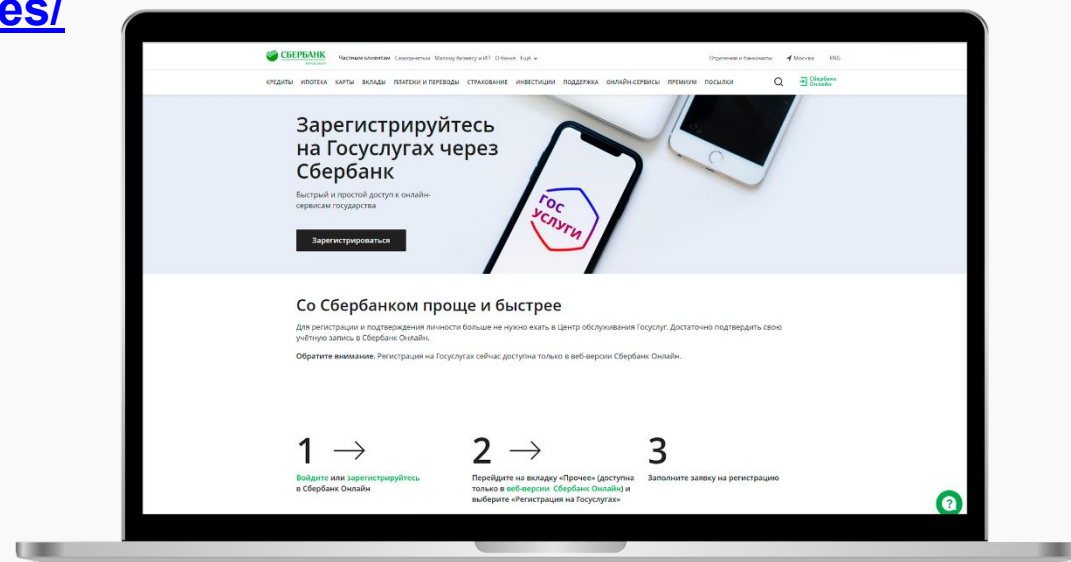 es/
СБЕРБАНК
Частным клиентам Самозанятым Малому бизнесу и ИП О банке Ещё
Отделения и банкоматы Москва ENG
КРЕДИТЫ ИПОТЕКА КАРТЫ ВКЛАДЫ ПЛАТЕЖИ И ПЕРЕВОДЫ СТРАХОВАНИЕ ИНВЕСТИЦИИ ПОДДЕРЖКА ОНЛАЙН-СЕРВИСЫ ПРЕМИУМ ПОСЫЛКИ
Сбербанк
Онлайн
Зарегистрируйтесь
на Госуслугах через
Сбербанк
Быстрый и простой доступ к онлайн-
сервисам государства
Зарегистрироваться
гос
услуги
Со Сбербанком проще и быстрее
Для регистрации и подтверждения личности больше не нужно ехать в Центр обслуживания Госуслуг. Достаточно подтвердить свою
учётную запись в Сбербанк Онлайн.
Обратите внимание. Регистрация на Госуслугах сейчас доступна только в веб-версии Сбербанк Онлайн.
1
Войдите или зарегистрируйтесь
в Сбербанк Онлайн
2
Перейдите на вкладку «Прочее» (доступна
только в веб-версии Сбербанк Онлайн) и
выберите «Регистрация на Госуслугах»
3
Заполните заявку на регистрацию
?